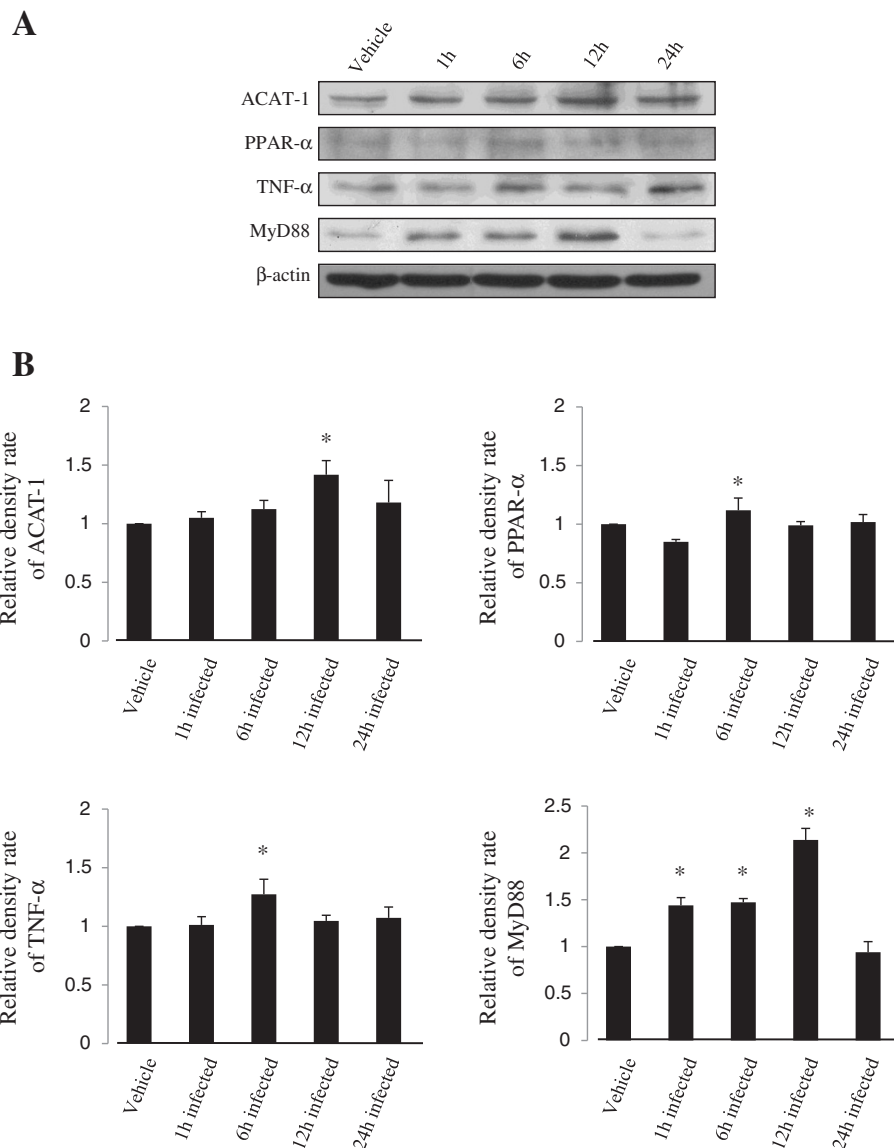 A
Vehicle 1h 6h 12h 24h
ACAT-1
PPAR-α
TNF-α
MyD88
β-actin
B
Relative density rate
of ACAT-1
2
1.5
1
0.5
0
*
Vehicle
1h infected
6h infected
12h infected
24h infected
Relative density rate
of PPAR-α
2
1.5
1
0.5
0
*
Vehicle
1h infected
6h infected
12h infected
24h infected
Relative density rate
of TNF-α
2
1.5
1
0.5
0
*
Vehicle
1h infected
6h infected
12h infected
24h infected
Relative density rate
of MyD88
2.5
2
1.5
1
0.5
0
* * *
Vehicle
1h infected
6h infected
12h infected
24h infected